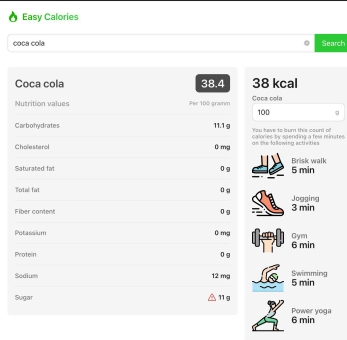 Easy Calories
coca cola
Search
Coca cola
38.4
Nutrition values
Per 100 gramm
Carbohydrates
11.1 g
Cholesterol
0 mg
Saturated fat
0 g
Total fat
0 g
Fiber content
0 g
Potassium
0 mg
Protein
0 g
Sodium
12 mg
Sugar
11 g
38 kcal
Coca cola
100
g
You have to burn this count of
calories by spending a few minutes
on the following activities
Brisk walk
5 min
Jogging
3 min
Gym
6 min
Swimming
5 min
Power yoga
6 min